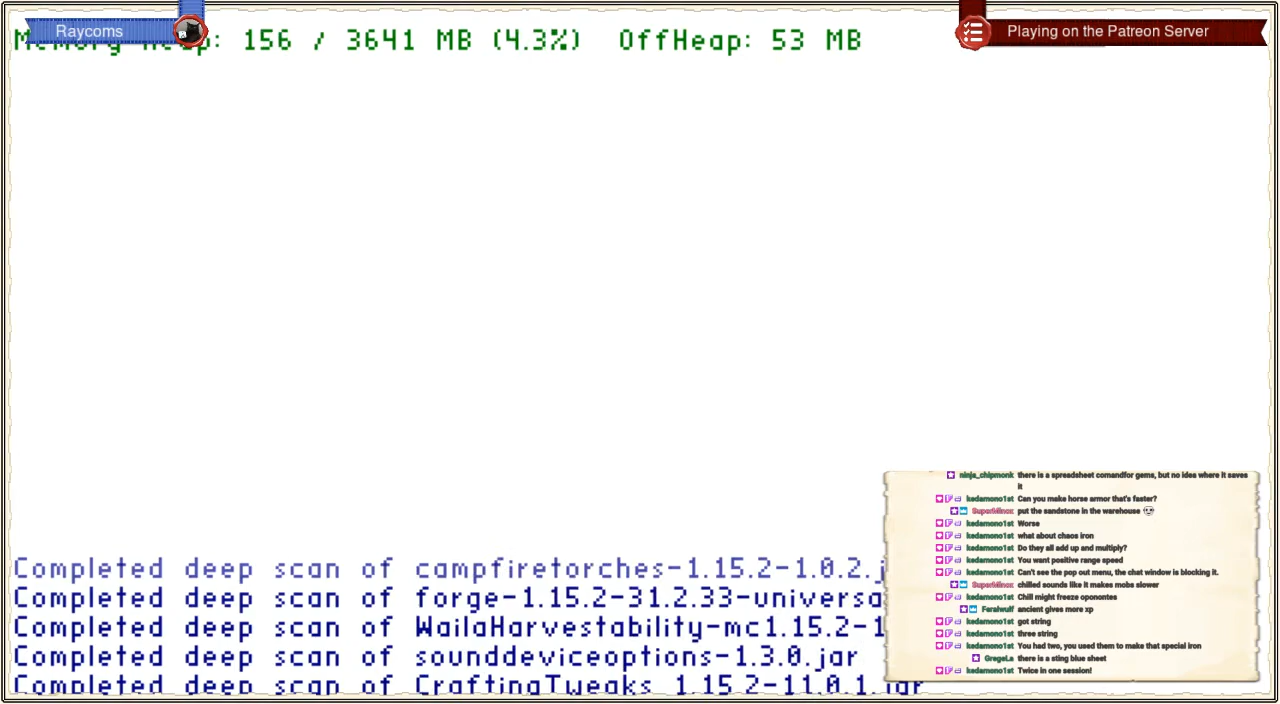 Raycoms
Playing on the Patreon Server
156 / 3641 MB (4.3%) OffHeap: 53 MB
Completed deep scan of campfiretorches-1.15.2-1.0.2.j
Completed deep scan of forge-1.15.2-31.2.33-universa
Completed deep scan of WailaHarvestability-mc1.15.2-1
Completed deep scan of sounddeviceoptions-1.3.0.jar
Completed deep scan of CraftingTweaks_1.15.2-11.0.1.jar
ninja_chipmonk there is a spreadsheet comandfor gems, but no idea where it saves
it
kedamono1st Can you make horse armor that's faster?
SuperMinox put the sandstone in the warehouse
kedamono1st Worse
kedamono1st what about chaos iron
kedamono1st Do they all add up and multiply?
kedamono1st You want positive range speed
kedamono1st Can't see the pop out menu, the chat window is blocking it.
SuperMinox chilled sounds like it makes mobs slower
kedamono1st Chill might freeze oponontes
Feralwulf ancient gives more xp
kedamono1st got string
kedamono1st three string
kedamono1st You had two, you used them to make that special iron
GregeLa there is a sting blue sheet
kedamono1st Twice in one session!